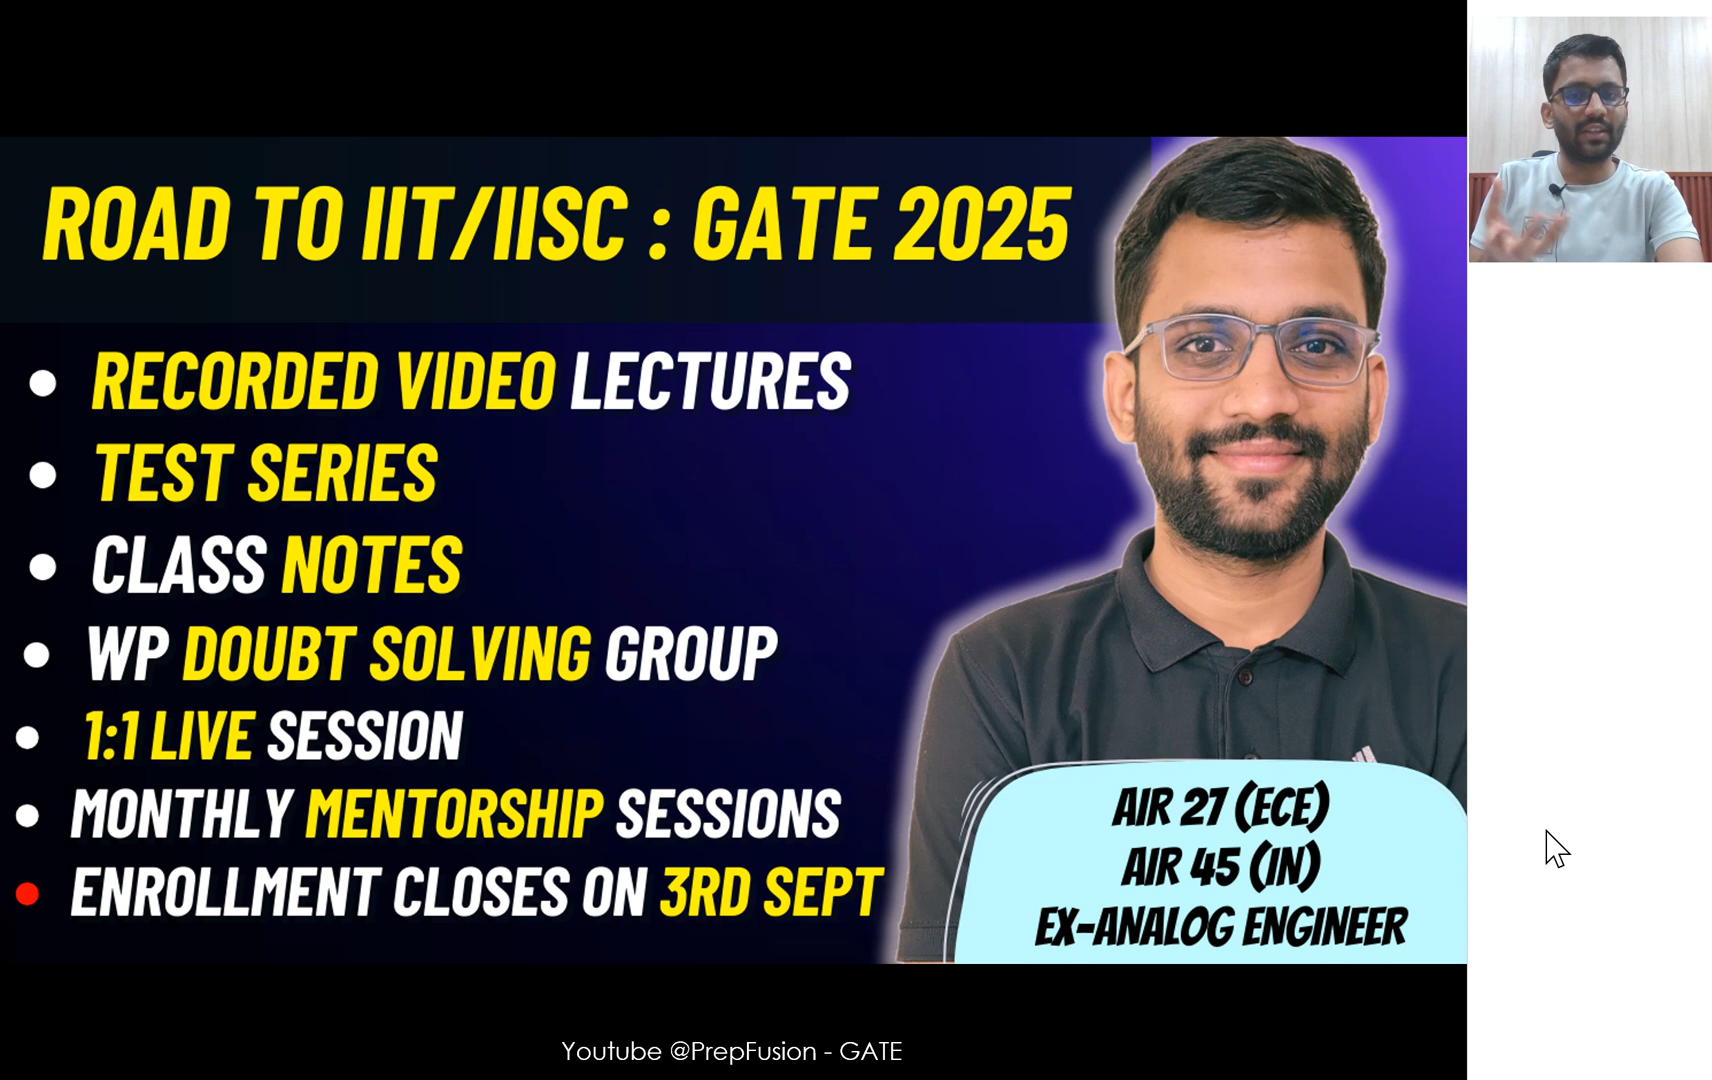 ROAD TO IIT/IISC : GATE 2025
RECORDED VIDEO LECTURES
TEST SERIES
CLASS NOTES
WP DOUBT SOLVING GROUP
1:1 LIVE SESSION
MONTHLY MENTORSHIP SESSIONS
ENROLLMENT CLOSES ON 3RD SEPT
AIR 27 (ECE)
AIR 45 (IN)
EX-ANALOG ENGINEER
Youtube @PrepFusion - GATE